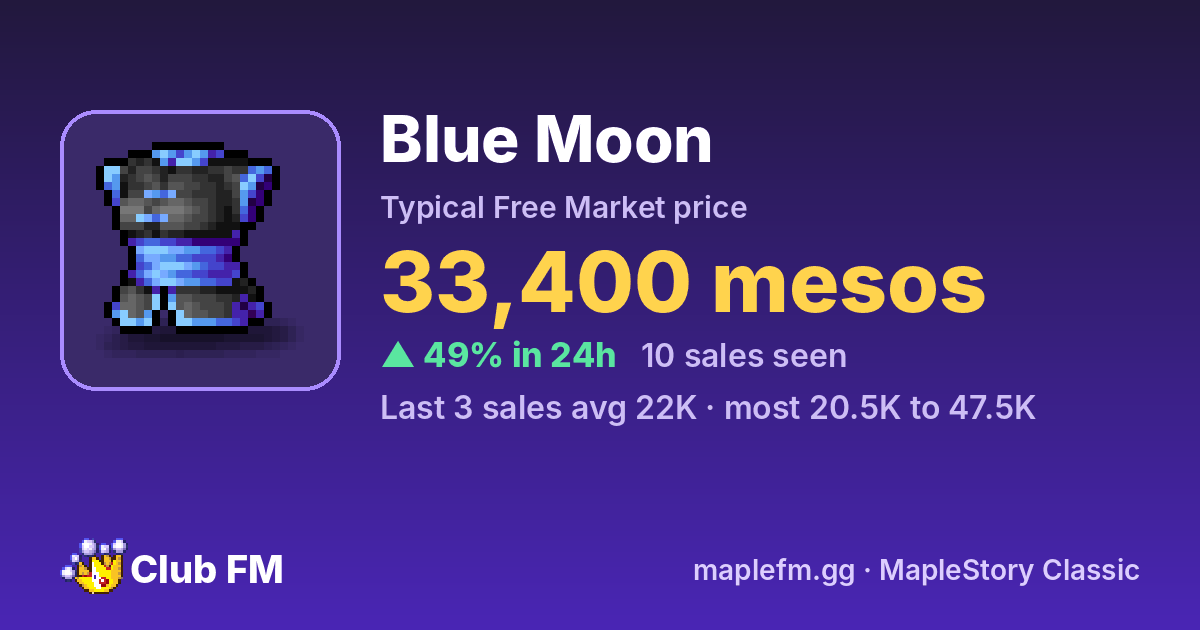 Blue Moon
Typical Free Market price
33,400 mesos
▲ 49% in 24h 10 sales seen
Last 3 sales avg 22K · most 20.5K to 47.5K
Club FM
maplefm.gg · MapleStory Classic